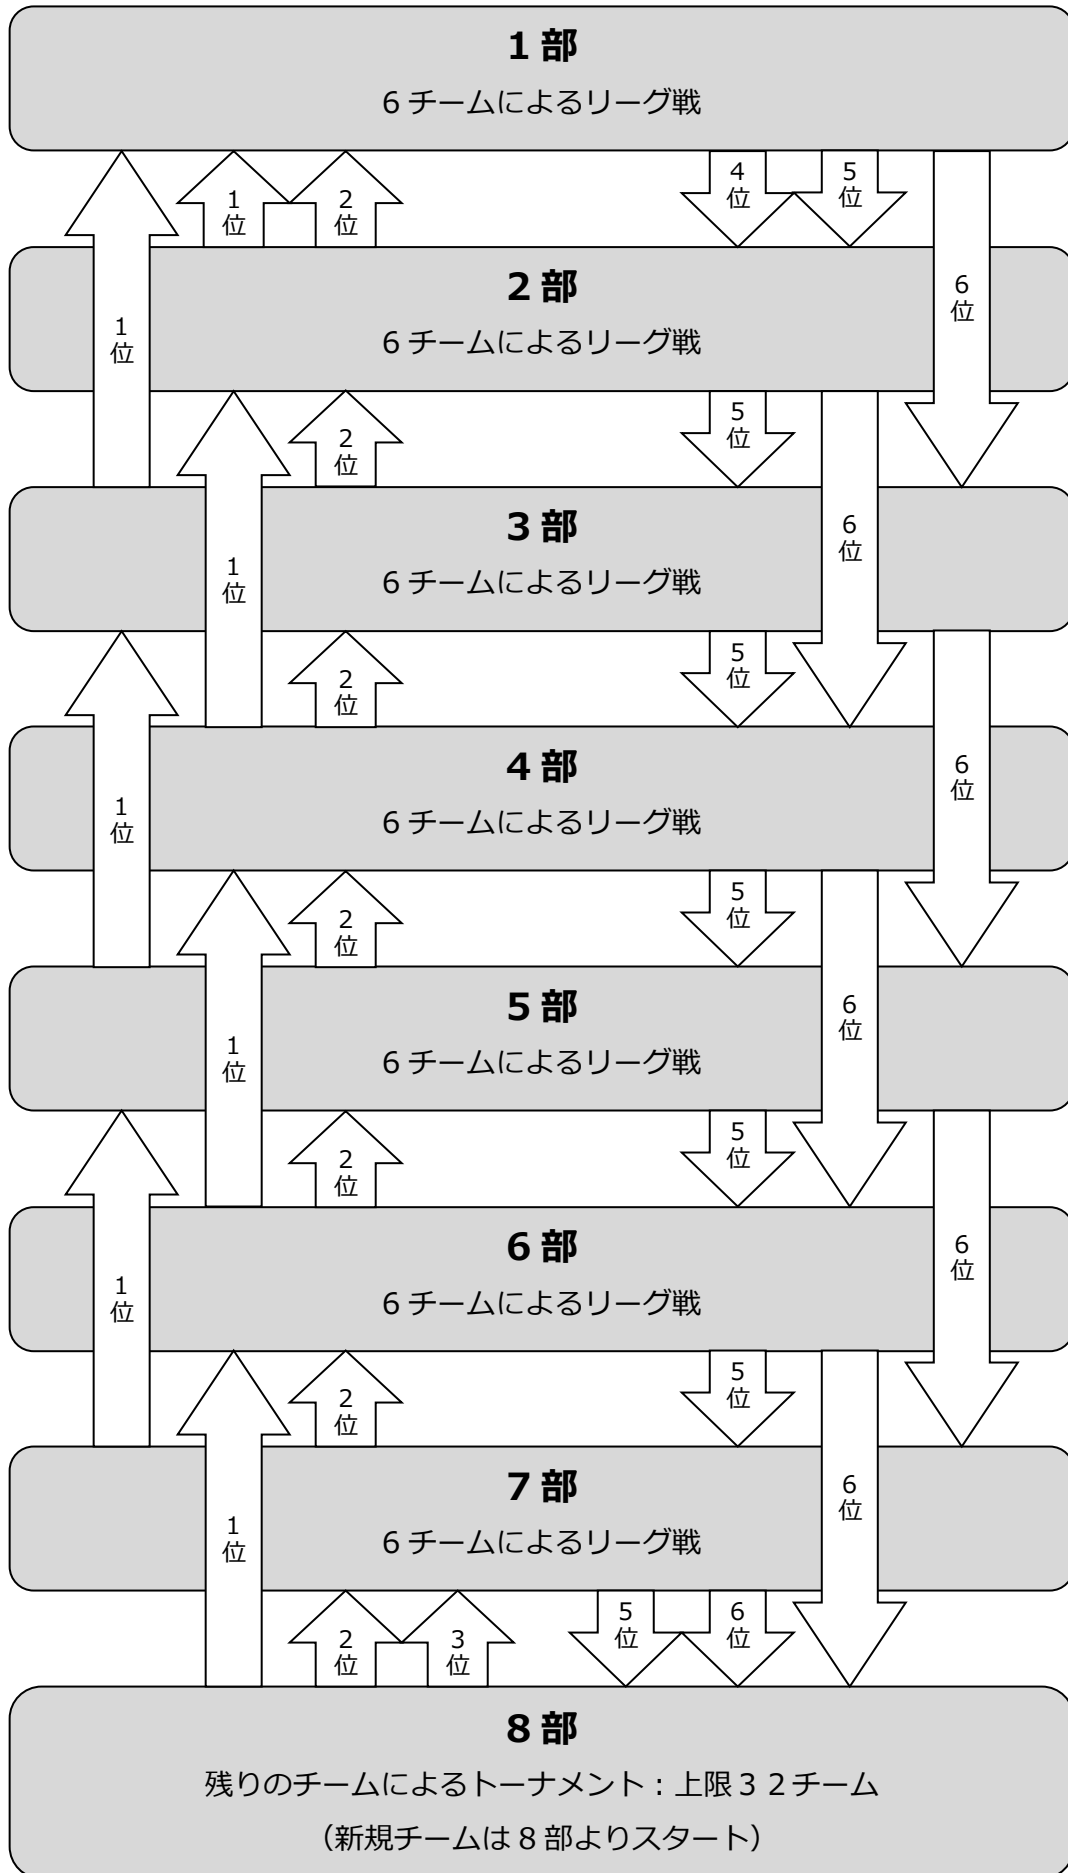 １部
６チームによるリーグ戦
1位
2位
4位
5位
２部
６チームによるリーグ戦
1位
6位
2位
5位
３部
６チームによるリーグ戦
1位
6位
2位
5位
４部
６チームによるリーグ戦
1位
6位
2位
5位
５部
６チームによるリーグ戦
1位
6位
2位
5位
６部
６チームによるリーグ戦
1位
6位
2位
5位
７部
６チームによるリーグ戦
1位
6位
2位
3位
5位
6位
８部
残りのチームによるトーナメント：上限３２チーム
（新規チームは８部よりスタート）